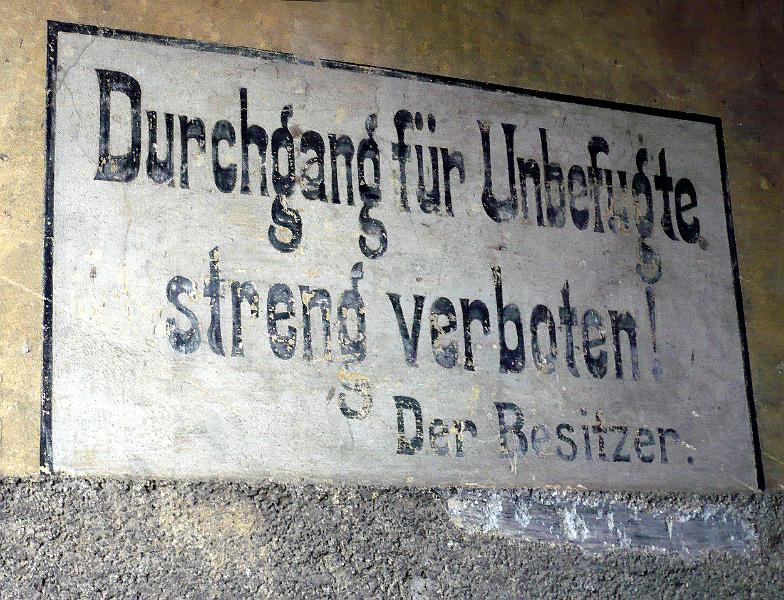 Durchgang für Unbefugte
streng verboten!
Der Besitzer.